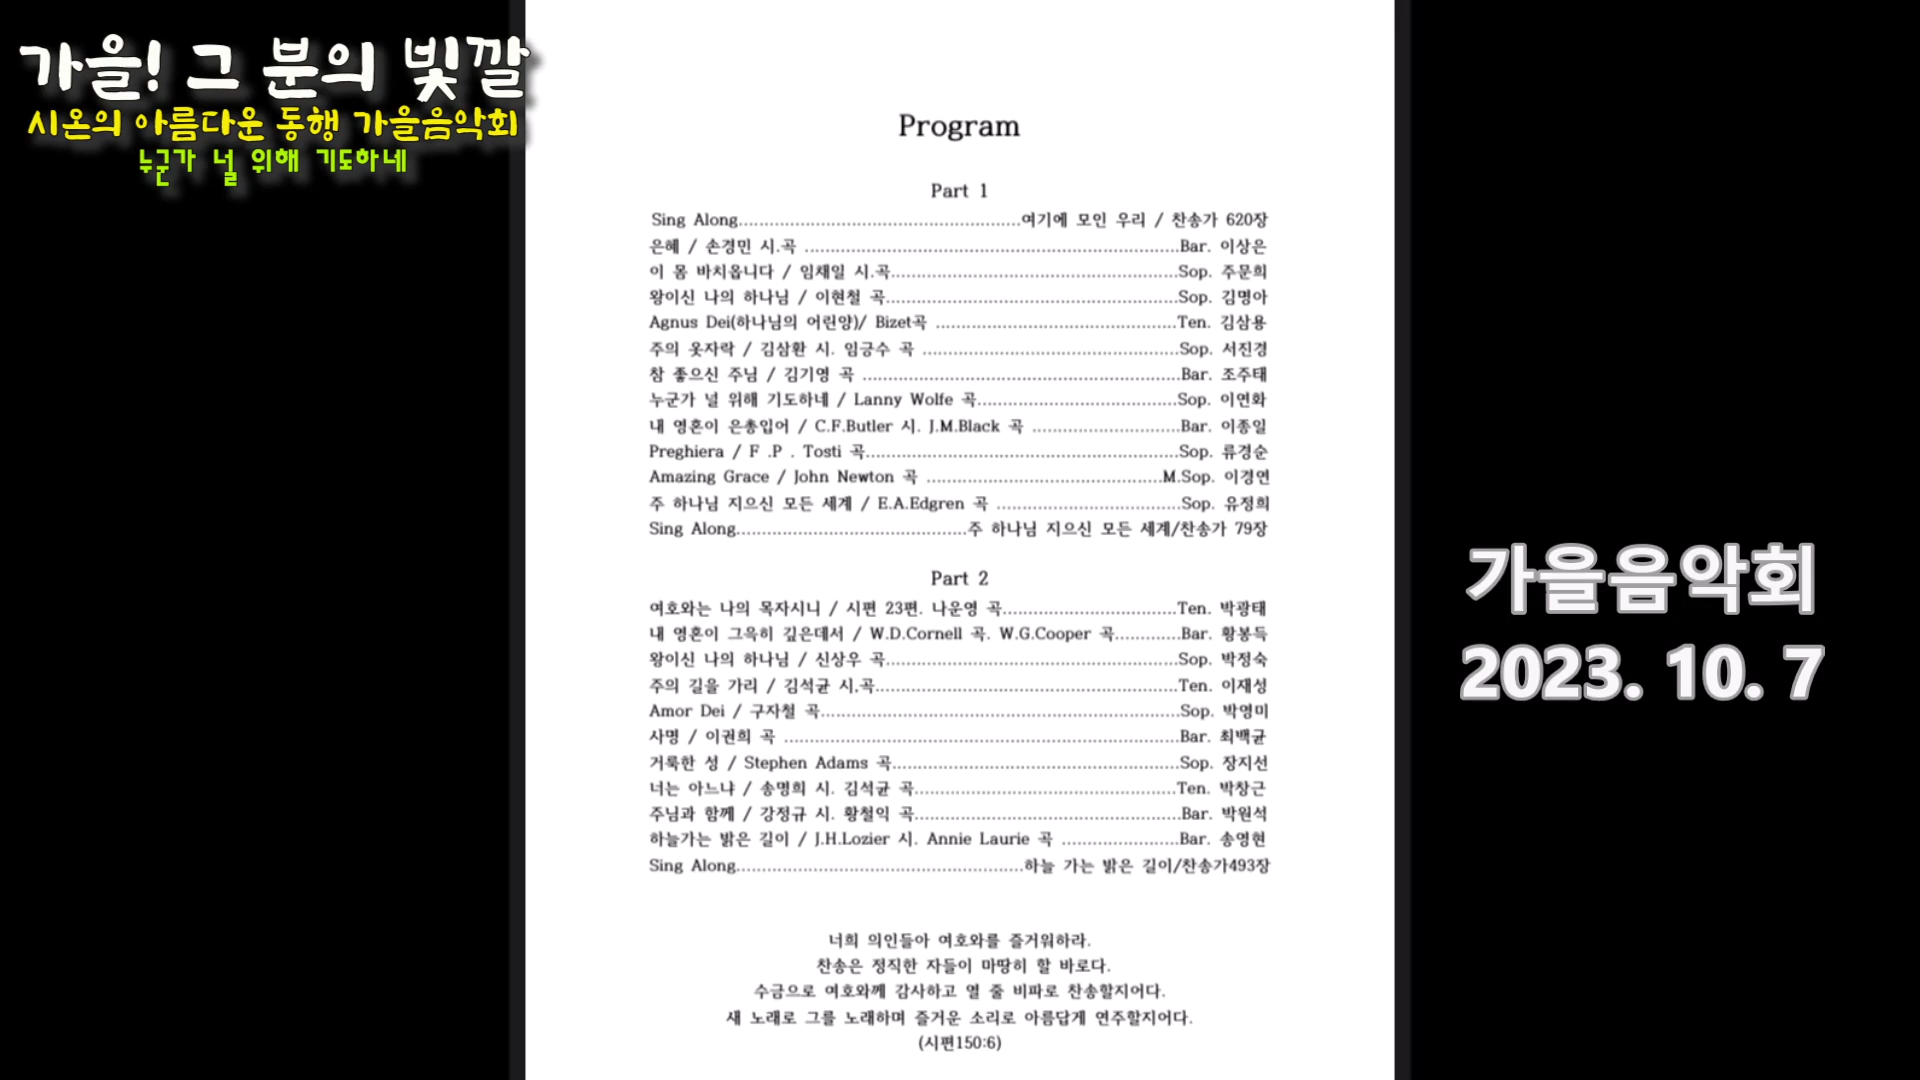 가을! 그 분의 빛깔
시온의 아름다운 동행 가을음악회
누군가 널 위해 기도하네
Program
Part 1
Sing Along......................................................여기에 모인 우리 / 찬송가 620장
은혜 / 손경민 시.곡 ........................................................................Bar. 이상은
이 몸 바치옵니다 / 임채일 시.곡.......................................................Sop. 주문희
왕이신 나의 하나님 / 이현철 곡........................................................Sop. 김명아
Agnus Dei(하나님의 어린양)/ Bizet곡 ..............................................Ten. 김삼용
주의 옷자락 / 김삼환 시. 임긍수 곡 .................................................Sop. 서진경
참 좋으신 주님 / 김기영 곡 .............................................................Bar. 조주태
누군가 널 위해 기도하네 / Lanny Wolfe 곡......................................Sop. 이연화
내 영혼이 은총입어 / C.F.Butler 시. J.M.Black 곡 ............................Bar. 이종일
Preghiera / F .P . Tosti 곡............................................................Sop. 류경순
Amazing Grace / John Newton 곡 .............................................M.Sop. 이경연
주 하나님 지으신 모든 세계 / E.A.Edgren 곡 ...................................Sop. 유정희
Sing Along............................................주 하나님 지으신 모든 세계/찬송가 79장
Part 2
여호와는 나의 목자시니 / 시편 23편. 나운영 곡.................................Ten. 박광태
내 영혼이 그윽히 깊은데서 / W.D.Cornell 곡. W.G.Cooper 곡.............Bar. 황봉득
왕이신 나의 하나님 / 신상우 곡........................................................Sop. 박정숙
주의 길을 가리 / 김석균 시.곡..........................................................Ten. 이재성
Amor Dei / 구자철 곡.....................................................................Sop. 박영미
사명 / 이권희 곡 ............................................................................Bar. 최백균
거룩한 성 / Stephen Adams 곡.......................................................Sop. 장지선
너는 아느냐 / 송명희 시. 김석균 곡..................................................Ten. 박창근
주님과 함께 / 강정규 시. 황철익 곡...................................................Bar. 박원석
하늘가는 밝은 길이 / J.H.Lozier 시. Annie Laurie 곡 .......................Bar. 송영현
Sing Along.......................................................하늘 가는 밝은 길이/찬송가493장
너희 의인들아 여호와를 즐거워하라.
찬송은 정직한 자들이 마땅히 할 바로다.
수금으로 여호와께 감사하고 열 줄 비파로 찬송할지어다.
새 노래로 그를 노래하며 즐거운 소리로 아름답게 연주할지어다.
(시편150:6)
가을음악회
2023. 10. 7